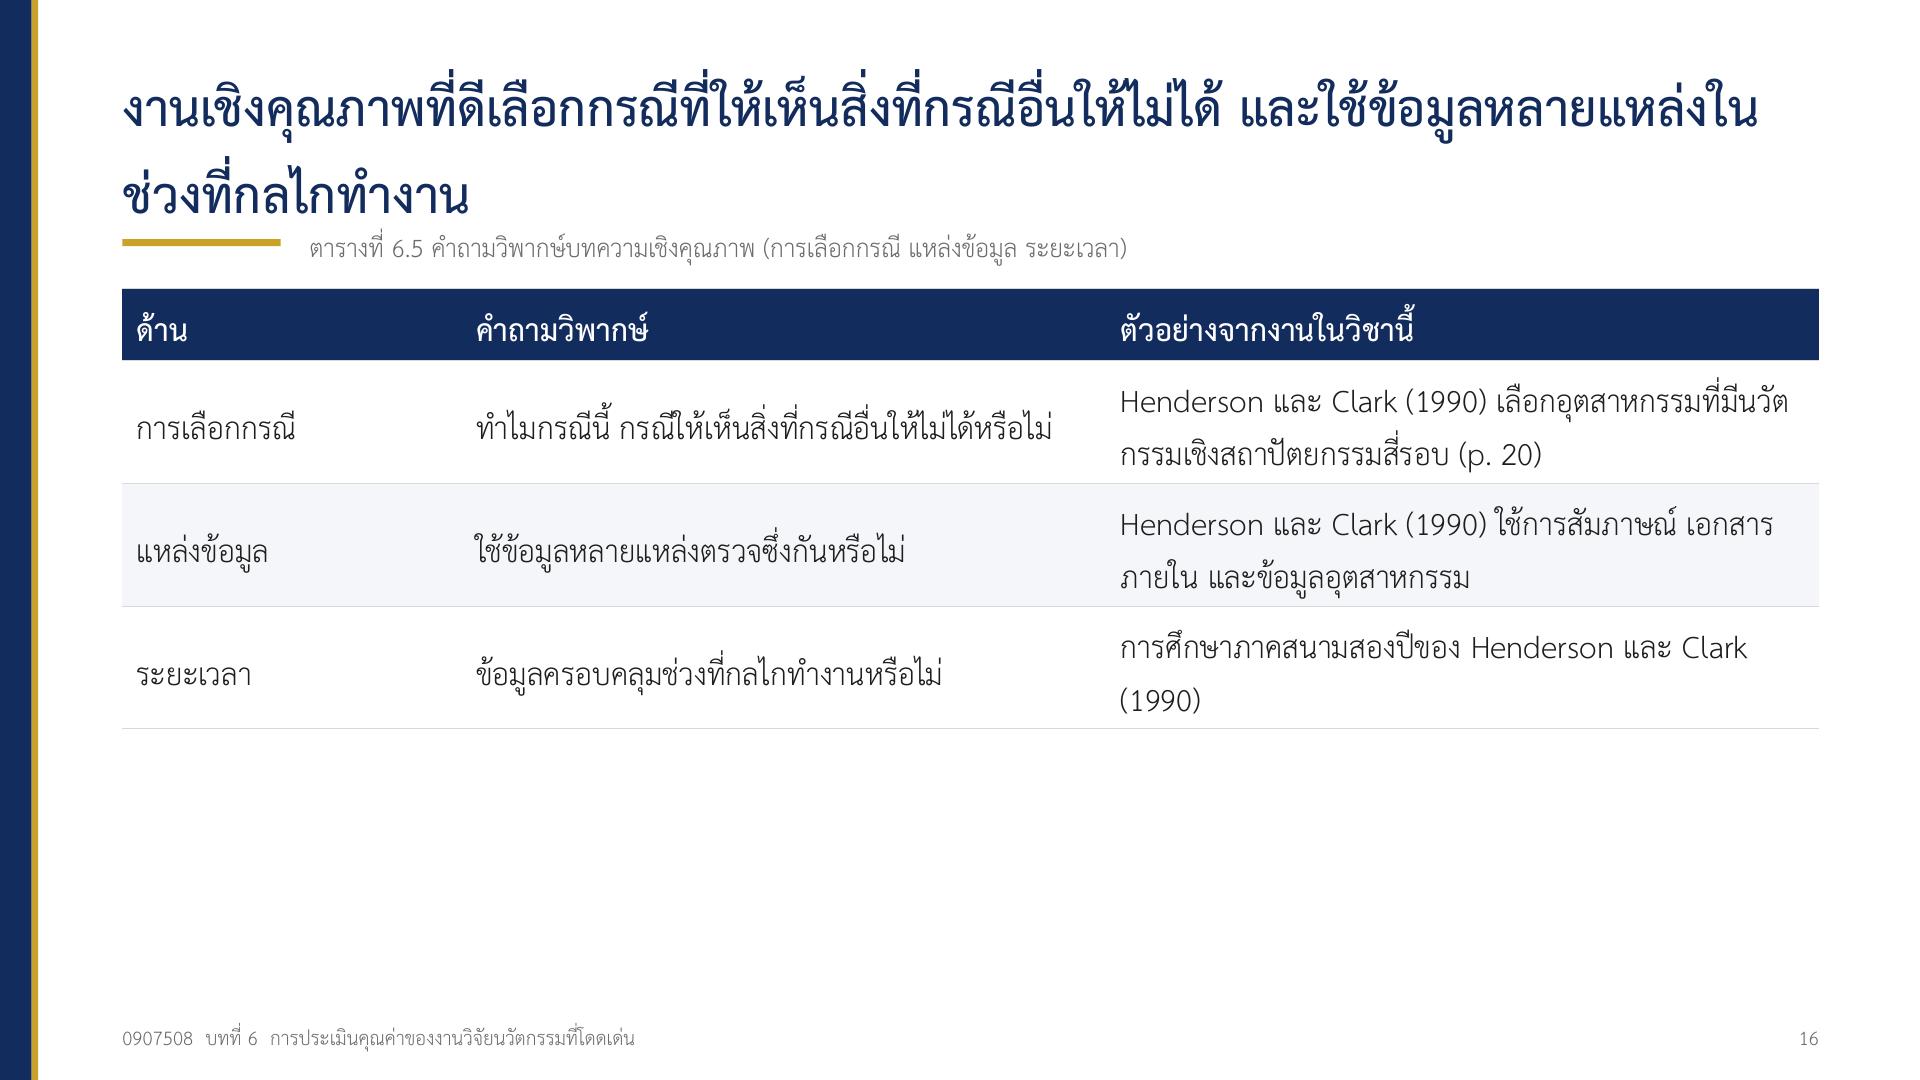 งานเชิงคุณภาพที่ดีเลือกกรณีที่ให้เห็นสิ่งที่กรณีอื่นให้ไม่ได้ และใช้ข้อมูลหลายแหล่งใน
ช่วงที่กลไกทำงาน
ตารางที่ 6.5 คำถามวิพากษ์บทความเชิงคุณภาพ (การเลือกกรณี แหล่งข้อมูล ระยะเวลา)
ด้าน คำถามวิพากษ์ ตัวอย่างจากงานในวิชานี้
การเลือกกรณี ทำไมกรณีนี้ กรณีให้เห็นสิ่งที่กรณีอื่นให้ไม่ได้หรือไม่ Henderson และ Clark (1990) เลือกอุตสาหกรรมที่มีนวัต
กรรมเชิงสถาปัตยกรรมสี่รอบ (p. 20)
แหล่งข้อมูล ใช้ข้อมูลหลายแหล่งตรวจซึ่งกันหรือไม่ Henderson และ Clark (1990) ใช้การสัมภาษณ์ เอกสาร
ภายใน และข้อมูลอุตสาหกรรม
ระยะเวลา ข้อมูลครอบคลุมช่วงที่กลไกทำงานหรือไม่ การศึกษาภาคสนามสองปีของ Henderson และ Clark
(1990)
0907508 บทที่ 6 การประเมินคุณค่าของงานวิจัยนวัตกรรมที่โดดเด่น 16